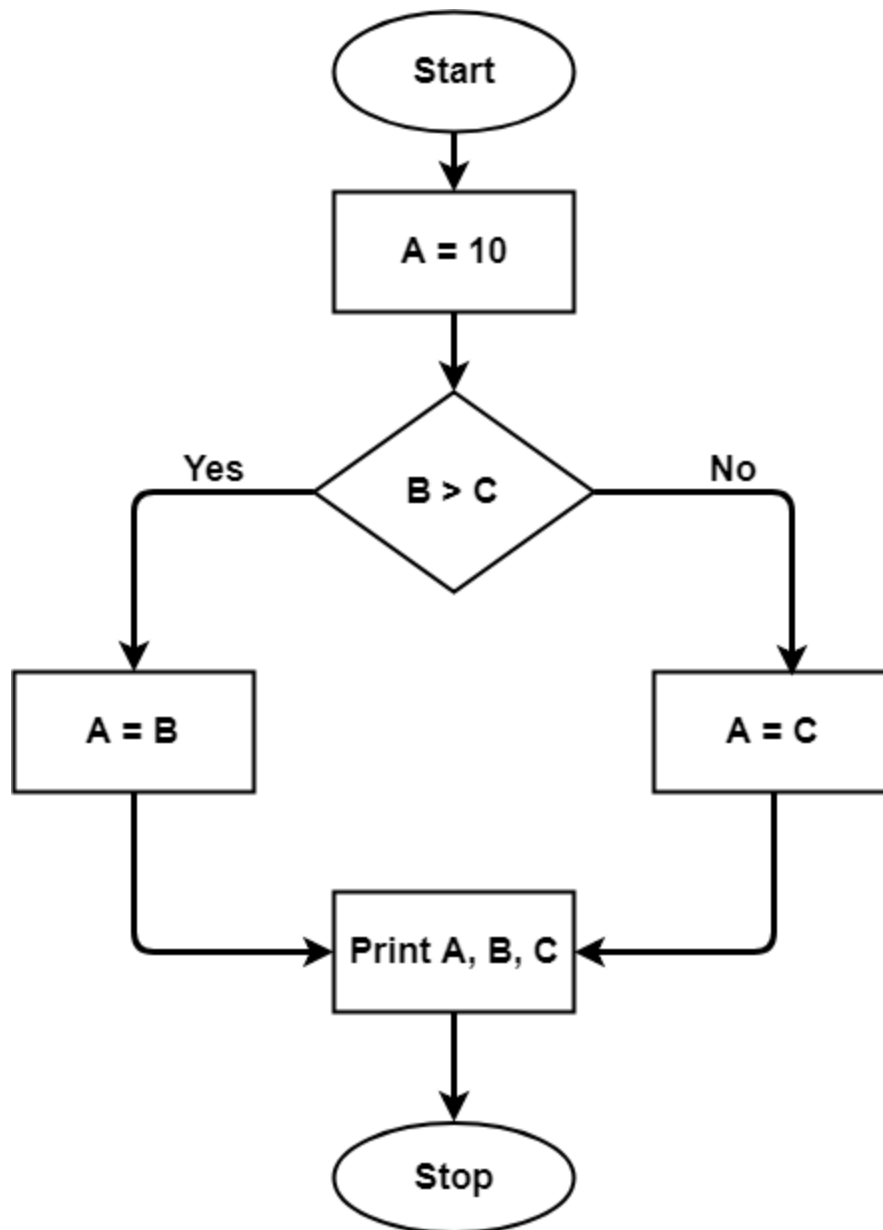 Start
A = 10
B > C
Yes
No
A = B
A = C
Print A, B, C
Stop